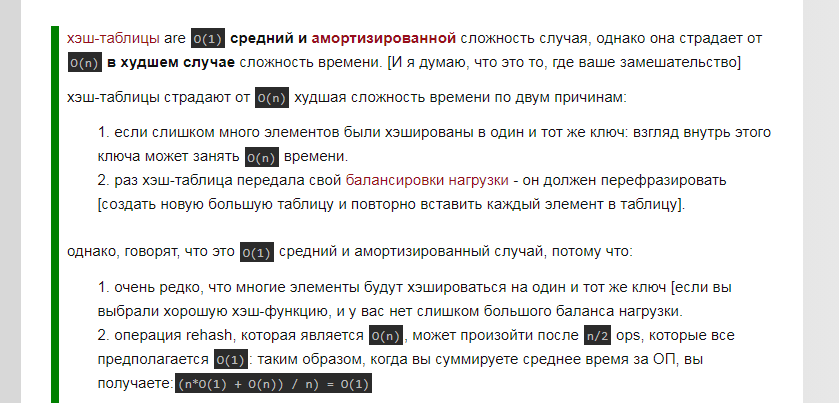 хэш-таблицы are O(1) средний и амортизированной сложность случая, однако она страдает от
O(n) в худшем случае сложность времени. [И я думаю, что это то, где ваше замешательство]
хэш-таблицы страдают от O(n) худшая сложность времени по двум причинам:
1. если слишком много элементов были хэшированы в один и тот же ключ: взгляд внутрь этого
ключа может занять O(n) времени.
2. раз хэш-таблица передала свой балансировки нагрузки - он должен перефразировать
[создать новую большую таблицу и повторно вставить каждый элемент в таблицу].
однако, говорят, что это O(1) средний и амортизированный случай, потому что:
1. очень редко, что многие элементы будут хэшироваться на один и тот же ключ [если вы
выбрали хорошую хэш-функцию, и у вас нет слишком большого баланса нагрузки.
2. операция rehash, которая является O(n), может произойти после n/2 ops, которые все
предполагается O(1): таким образом, когда вы суммируете среднее время за ОП, вы
получаете: (n*O(1) + O(n)) / n) = O(1)